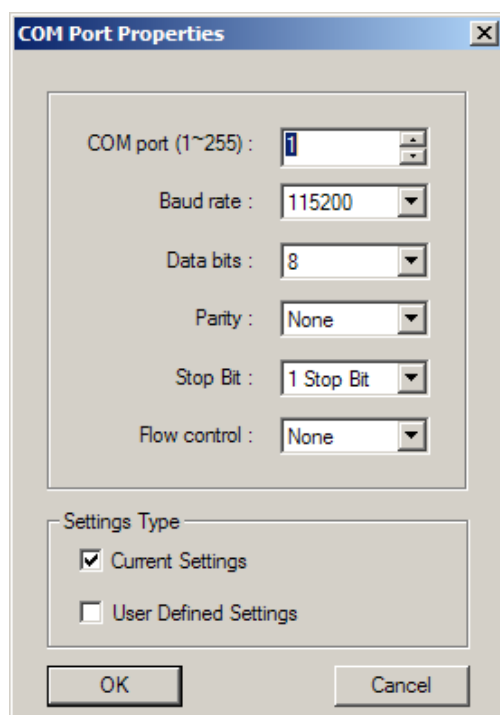 COM Port Properties
COM port (1~255) : 1
Baud rate : 115200
Data bits : 8
Parity : None
Stop Bit : 1 Stop Bit
Flow control : None
Settings Type
Current Settings
User Defined Settings
OK Cancel